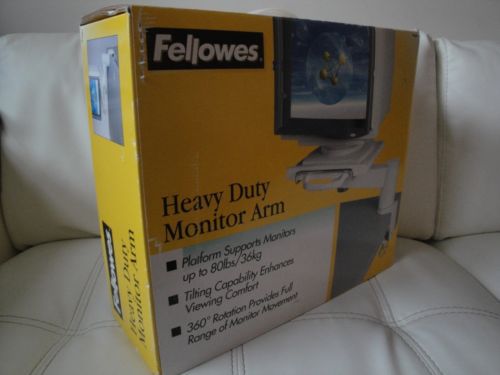 Fellowes
Heavy Duty
Monitor Arm
Platform Supports Monitors
up to 80lbs/36kg
Tilting Capability Enhances
Viewing Comfort
360° Rotation Provides Full
Range of Monitor Movement
Fellowes
Heavy Duty
Monitor Arm